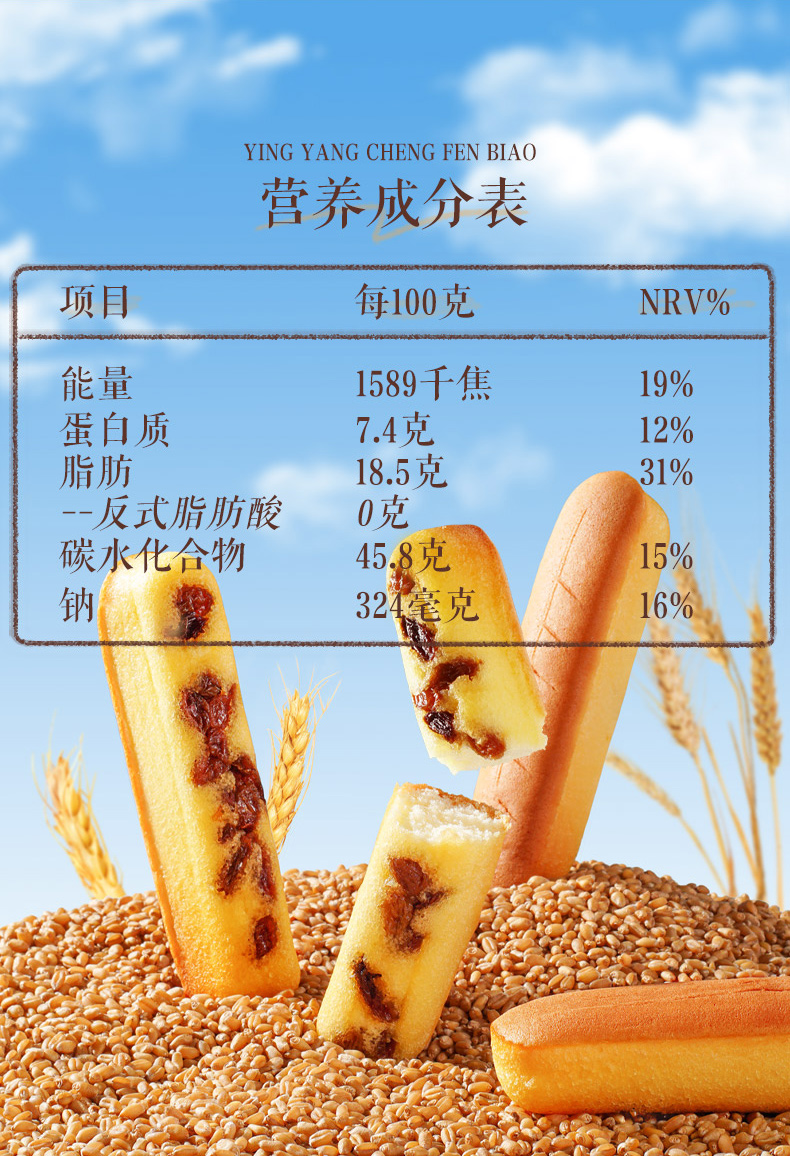 YING YANG CHENG FEN BIAO
营养成分表
项目 每100克 NRV%
能量 1589千焦 19%
蛋白质 7.4克 12%
脂肪 18.5克 31%
--反式脂肪酸 0克
碳水化合物 45.8克 15%
钠 324毫克 16%